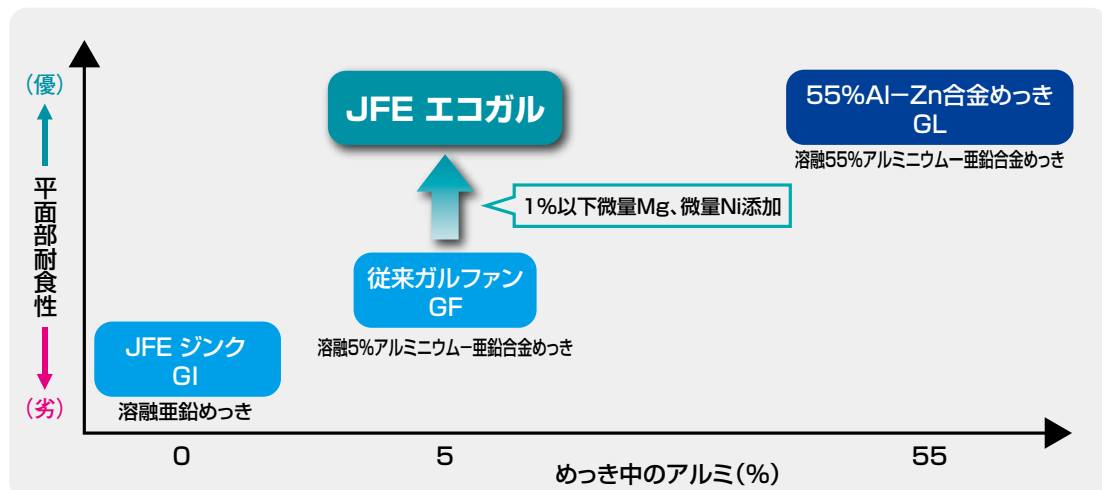 (優)
平面部耐食性
(劣)
JFE エコガル
55%Al－Zn合金めっき
GL
溶融55%アルミニウムー亜鉛合金めっき
1%以下微量Mg、微量Ni添加
従来ガルファン
GF
溶融5%アルミニウムー亜鉛合金めっき
JFE ジンク
GI
溶融亜鉛めっき
0
5
55
めっき中のアルミ(%)